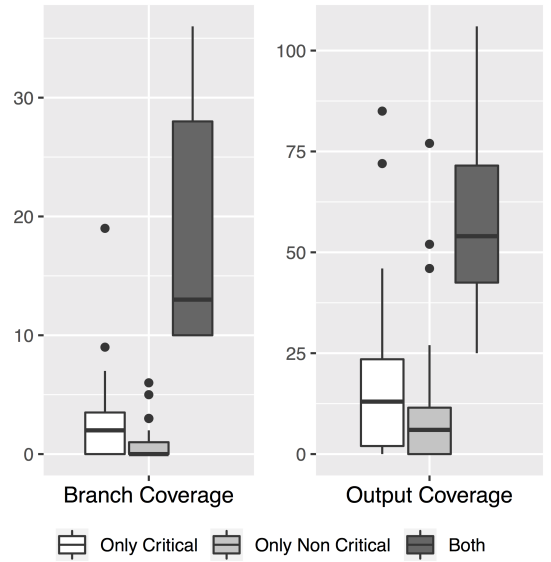 30
20
10
0
100
75
50
25
0
Branch Coverage
Output Coverage
Only Critical
Only Non Critical
Both